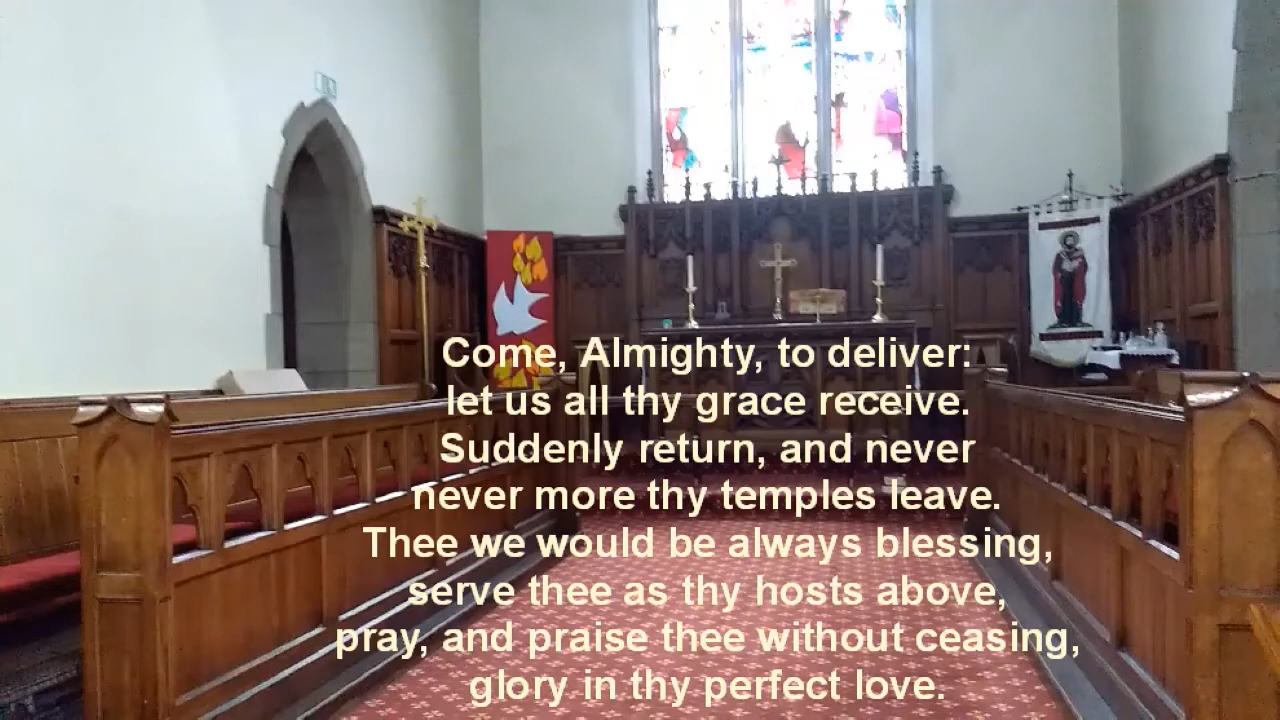 Come, Almighty, to deliver:
let us all thy grace receive.
Suddenly return, and never
never more thy temples leave.
Thee we would be always blessing,
serve thee as thy hosts above,
pray, and praise thee without ceasing,
glory in thy perfect love.